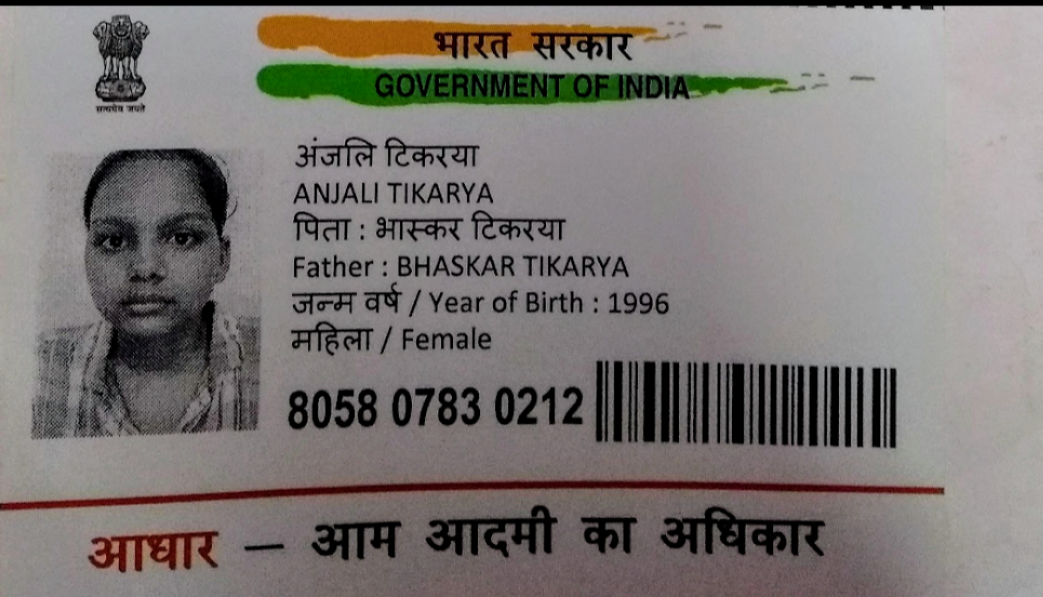 सत्यमेव जयते
भारत सरकार
GOVERNMENT OF INDIA
अंजलि टिकरया
ANJALI TIKARYA
पिता : भास्कर टिकरया
Father : BHASKAR TIKARYA
जन्म वर्ष / Year of Birth : 1996
महिला / Female
8058 0783 0212
आधार — आम आदमी का अधिकार